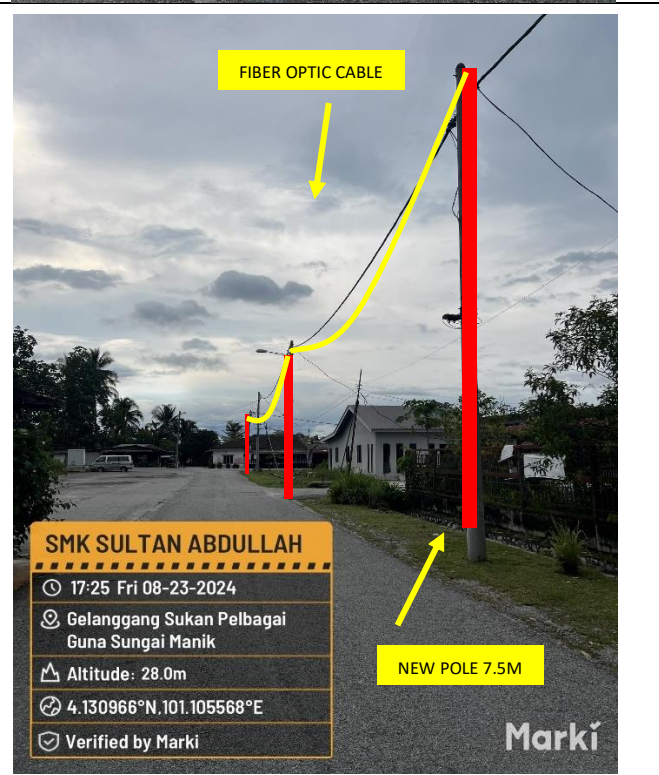 FIBER OPTIC CABLE
NEW POLE 7.5M
SMK SULTAN ABDULLAH
17:25 Fri 08-23-2024
Gelanggang Sukan Pelbagai
Guna Sungai Manik
Altitude: 28.0m
4.130966°N,101.105568°E
Verified by Marki
Marki